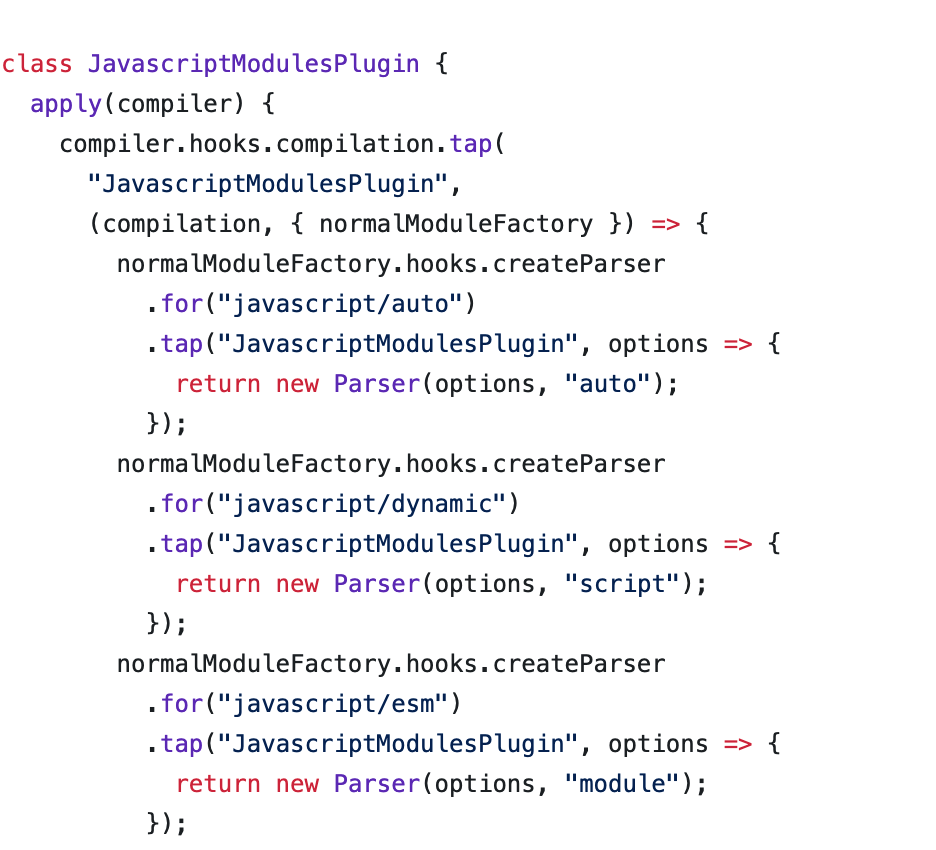 class JavascriptModulesPlugin {
  apply(compiler) {
    compiler.hooks.compilation.tap(
      "JavascriptModulesPlugin",
      (compilation, { normalModuleFactory }) => {
        normalModuleFactory.hooks.createParser
          .for("javascript/auto")
          .tap("JavascriptModulesPlugin", options => {
            return new Parser(options, "auto");
          });
        normalModuleFactory.hooks.createParser
          .for("javascript/dynamic")
          .tap("JavascriptModulesPlugin", options => {
            return new Parser(options, "script");
          });
        normalModuleFactory.hooks.createParser
          .for("javascript/esm")
          .tap("JavascriptModulesPlugin", options => {
            return new Parser(options, "module");
          });